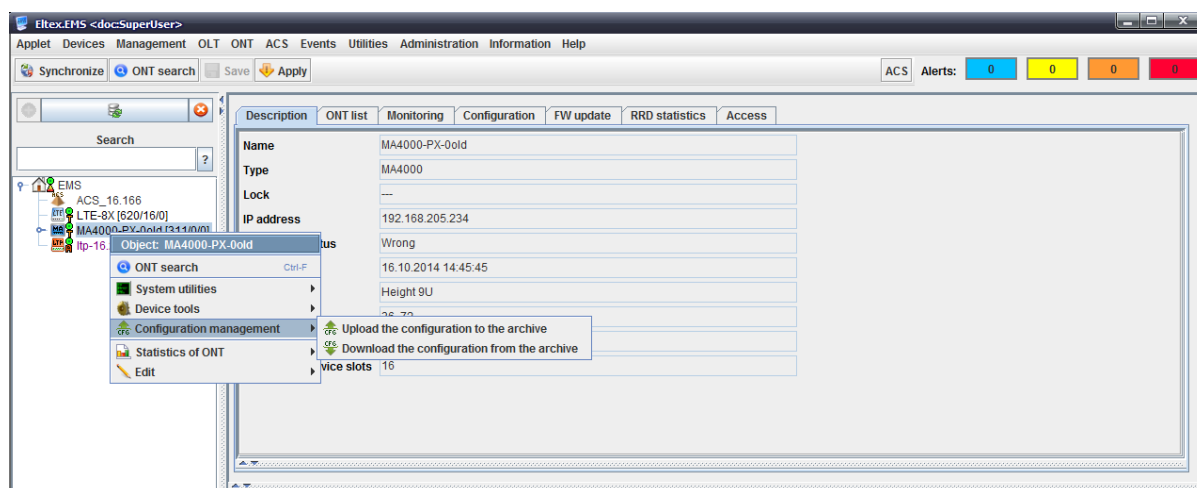 Eltex.EMS <doc:SuperUser>
Applet Devices Management OLT ONT ACS Events Utilities Administration Information Help
Synchronize ONT search Save Apply ACS Alerts: 0 0 0 0
Description ONT list Monitoring Configuration FW update RRD statistics Access
Search
?
Name MA4000-PX-0old
Type MA4000
Lock ---
IP address 192.168.205.234
tus Wrong
16.10.2014 14:45:45
Height 9U
36..72
vice slots 16
EMS
ACS_16.166
LTE-8X [620/16/0]
MA4000-PX-0old [311/0/0]
ltp-16.
Object: MA4000-PX-0old
ONT search Ctrl-F
System utilities
Device tools
Configuration management
Statistics of ONT
Edit
Upload the configuration to the archive
Download the configuration from the archive